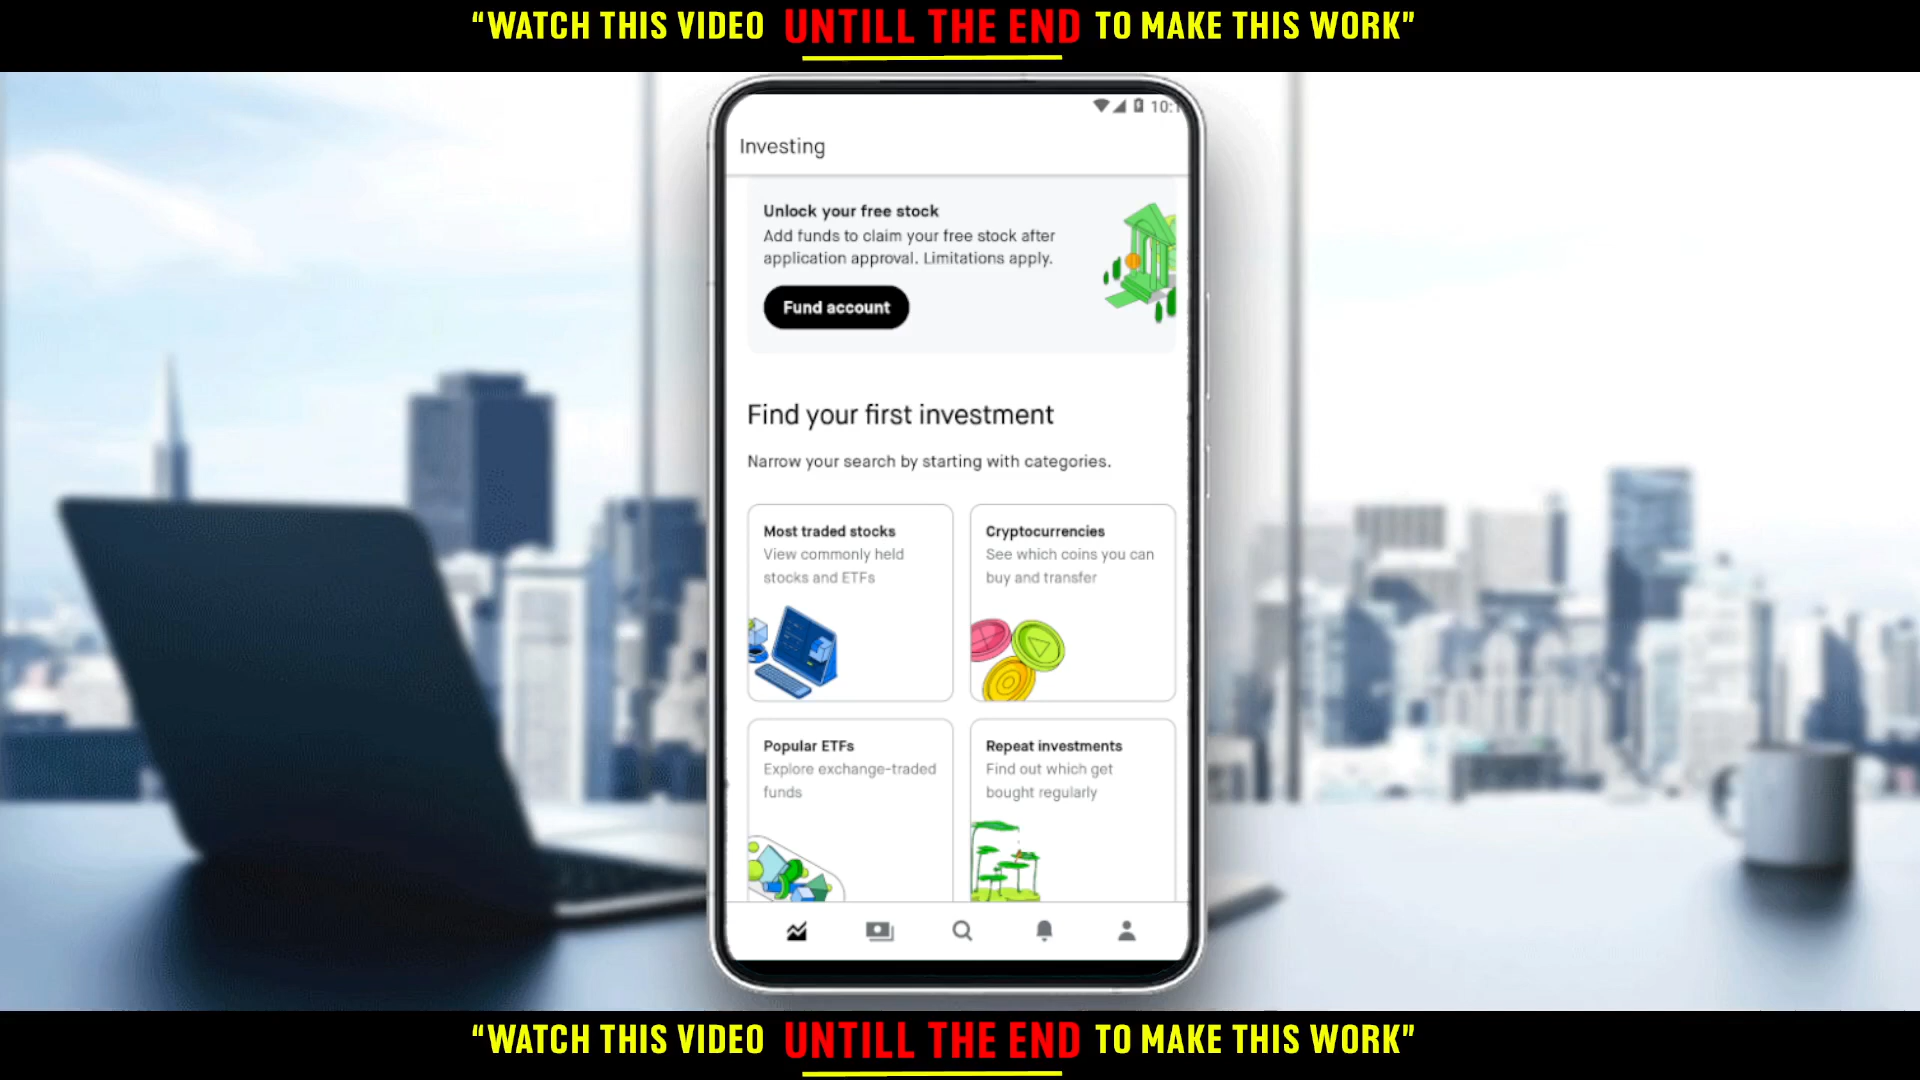 “WATCH THIS VIDEO UNTILL THE END TO MAKE THIS WORK”
Investing
Unlock your free stock
Add funds to claim your free stock after
application approval. Limitations apply.
Fund account
Find your first investment
Narrow your search by starting with categories.
Most traded stocks
View commonly held
stocks and ETFs
Cryptocurrencies
See which coins you can
buy and transfer
Popular ETFs
Explore exchange-traded
funds
Repeat investments
Find out which get
bought regularly
“WATCH THIS VIDEO UNTILL THE END TO MAKE THIS WORK”